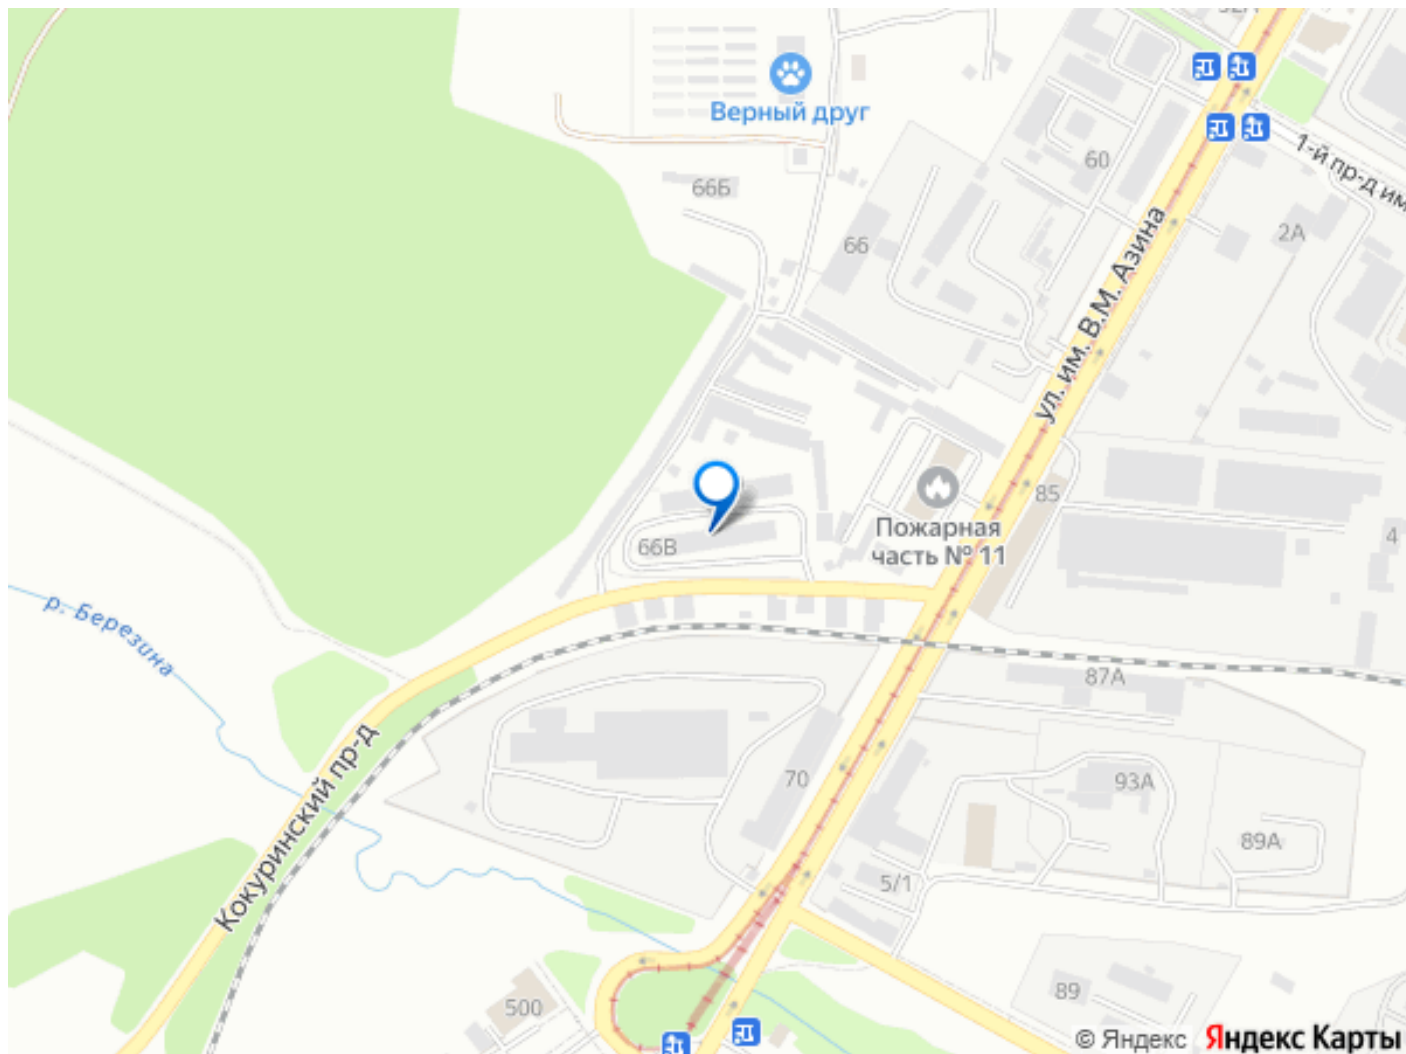 52А
Верный друг
60
1-й пр-д им
66Б
66
2А
ул. им. В.М. Азина
85
Пожарная
часть № 11
4
66В
р. Березина
87А
Кокуринский пр-д
70
93А
89А
5/1
89
500
© Яндекс Яндекс Карты